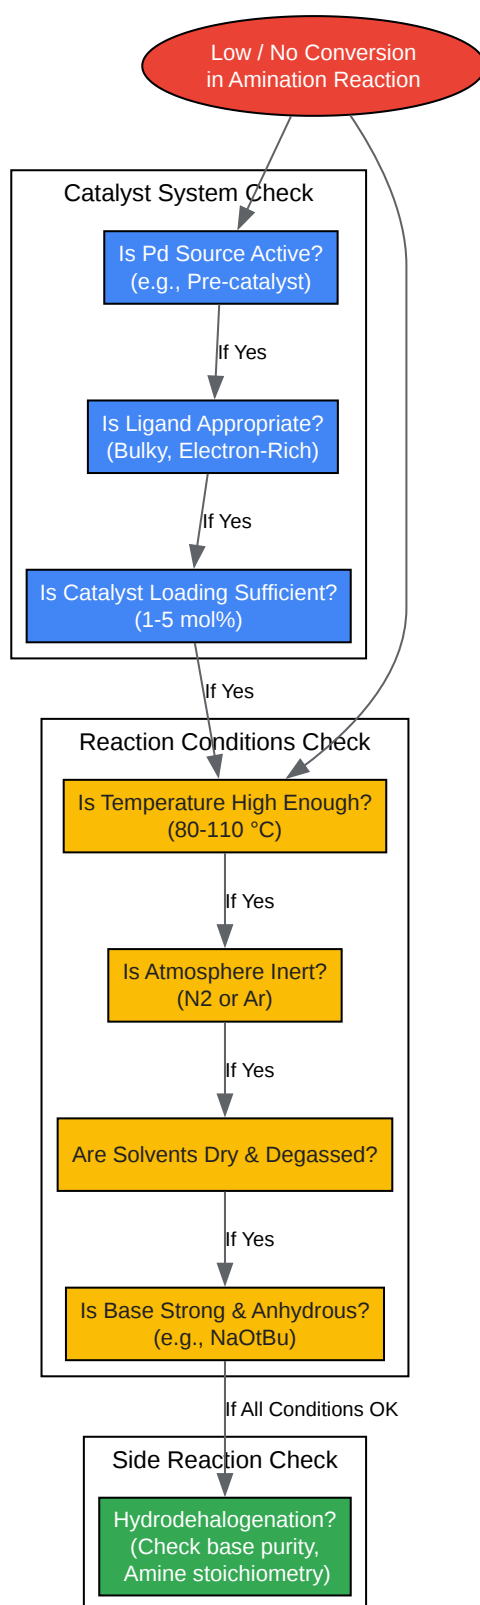 Low / No Conversion
in Amination Reaction
Catalyst System Check
Is Pd Source Active?
(e.g., Pre-catalyst)
If Yes
Is Ligand Appropriate?
(Bulky, Electron-Rich)
If Yes
Is Catalyst Loading Sufficient?
(1-5 mol%)
If Yes
Reaction Conditions Check
Is Temperature High Enough?
(80-110 °C)
If Yes
Is Atmosphere Inert?
(N2 or Ar)
If Yes
Are Solvents Dry & Degassed?
If Yes
Is Base Strong & Anhydrous?
(e.g., NaOtBu)
If All Conditions OK
Side Reaction Check
Hydrodehalogenation?
(Check base purity,
Amine stoichiometry)